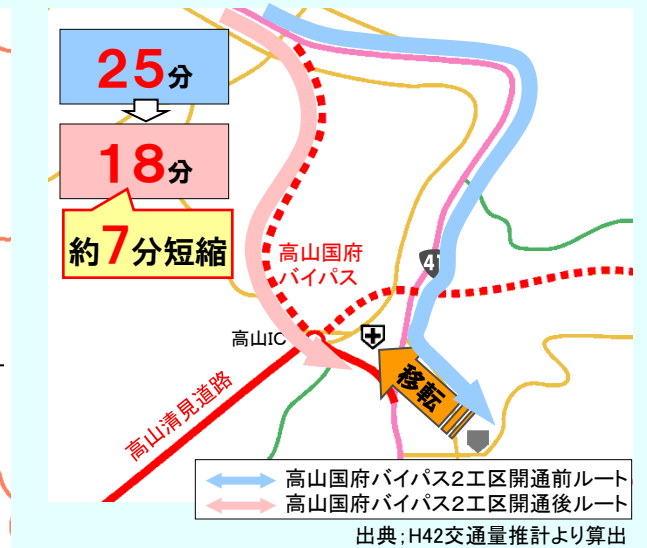 25分
18分
約7分短縮
高山国府
バイパス
41
高山IC
移転
高山清見道路
高山国府バイパス2工区開通前ルート
高山国府バイパス2工区開通後ルート
出典;H42交通量推計より算出